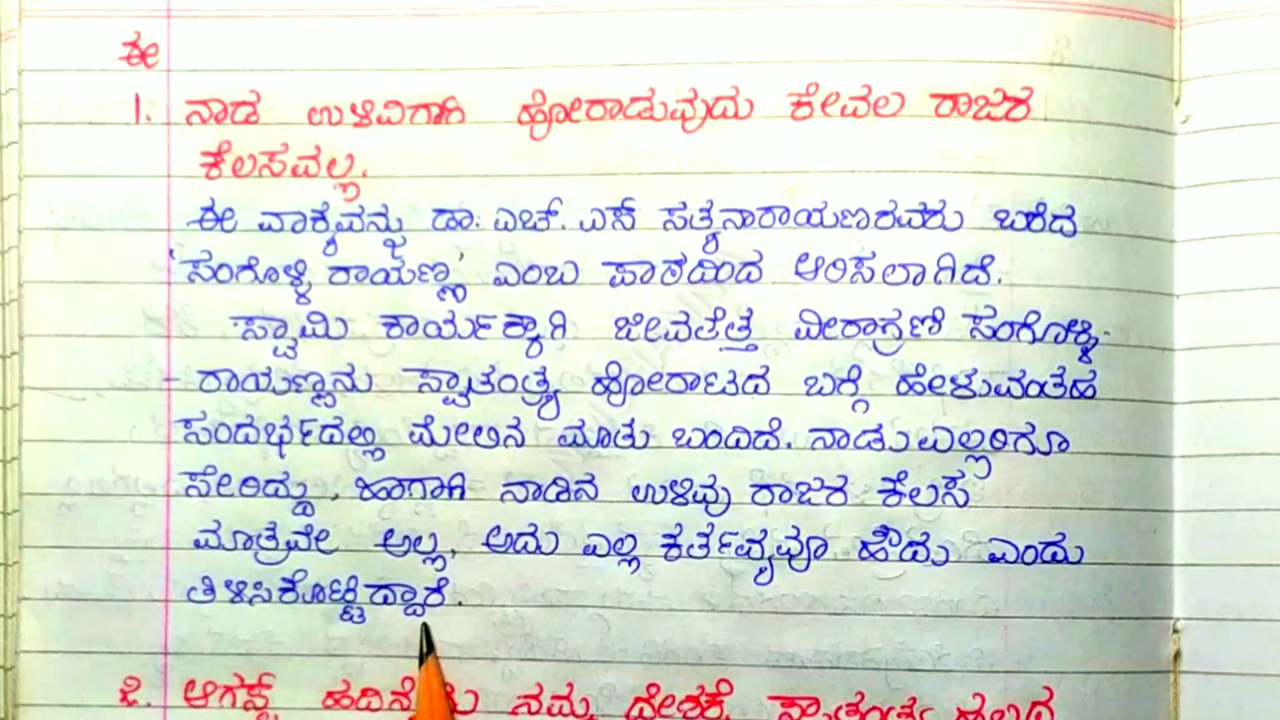 ಈ
1. ನಾಡ ಉಳಿವಿಗಾಗಿ ಹೋರಾಡುವುದು ಕೇವಲ ರಾಜರ
ಕೆಲಸವಲ್ಲ.
ಈ ವಾಕ್ಯವನ್ನು ಡಾ. ಎಚ್. ಎಸ್ ಸತ್ಯನಾರಾಯಣರವರು ಬರೆದ
'ಸಂಗೊಳ್ಳಿ ರಾಯಣ್ಣ' ಎಂಬ ಪಾಠದಿಂದ ಆರಿಸಲಾಗಿದೆ.
ಸ್ವಾಮಿ ಕಾರ್ಯಕ್ಕಾಗಿ ಜೀವತೆತ್ತ ವೀರಾಗ್ರಣಿ ಸಂಗೊಳ್ಳಿ-
ರಾಯಣ್ಣನು ಸ್ವಾತಂತ್ರ್ಯ ಹೋರಾಟದ ಬಗ್ಗೆ ಹೇಳುವಂತಹ
ಸಂದರ್ಭದಲ್ಲಿ ಮೇಲಿನ ಮಾತು ಬಂದಿದೆ. ನಾಡು ಎಲ್ಲರಿಗೂ
ಸೇರಿದ್ದು, ಹಾಗಾಗಿ ನಾಡಿನ ಉಳಿವು ರಾಜರ ಕೆಲಸ
ಮಾತ್ರವೇ ಅಲ್ಲ, ಅದು ಎಲ್ಲ ಕರ್ತವ್ಯವೂ ಹೌದು ಎಂದು
ತಿಳಿಸಿಕೊಟ್ಟಿದ್ದಾರೆ.
2. ಆಗಸ್ಟ್ ನಮ್ಮ ದೇಶಕ್ಕೆ